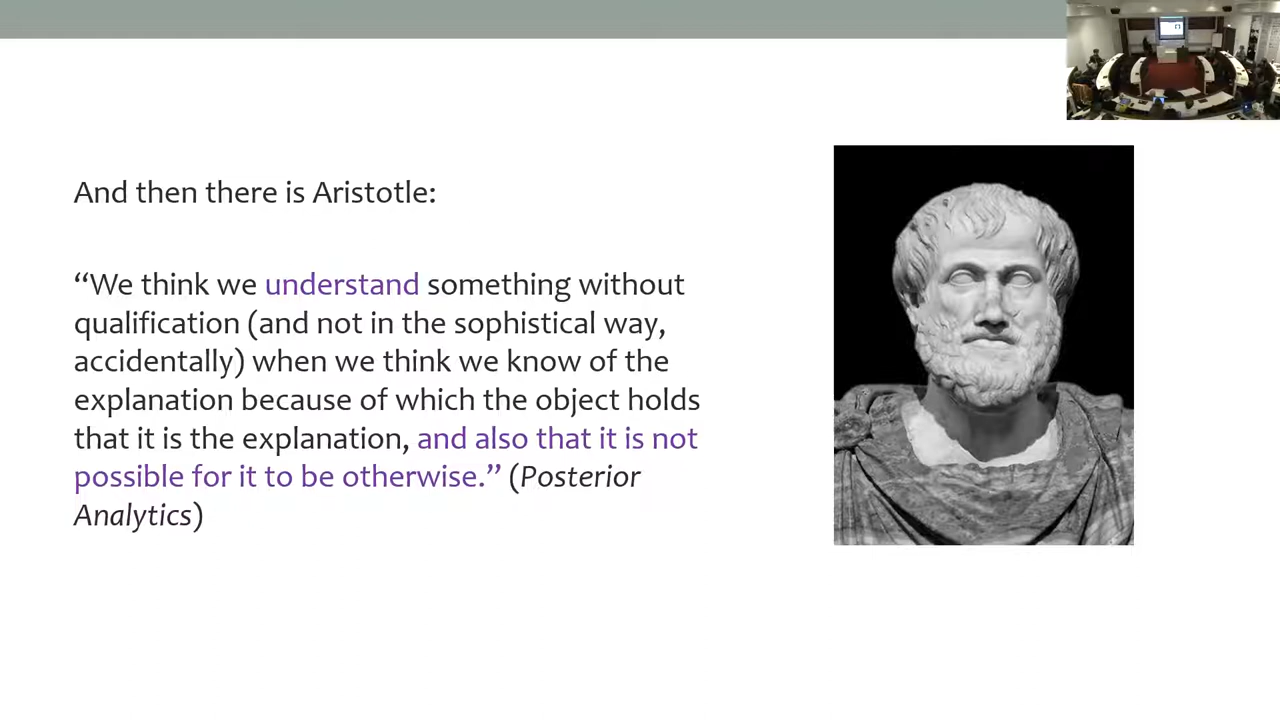 And then there is Aristotle:
“We think we understand something without
qualification (and not in the sophistical way,
accidentally) when we think we know of the
explanation because of which the object holds
that it is the explanation, and also that it is not
possible for it to be otherwise.” (Posterior
Analytics)